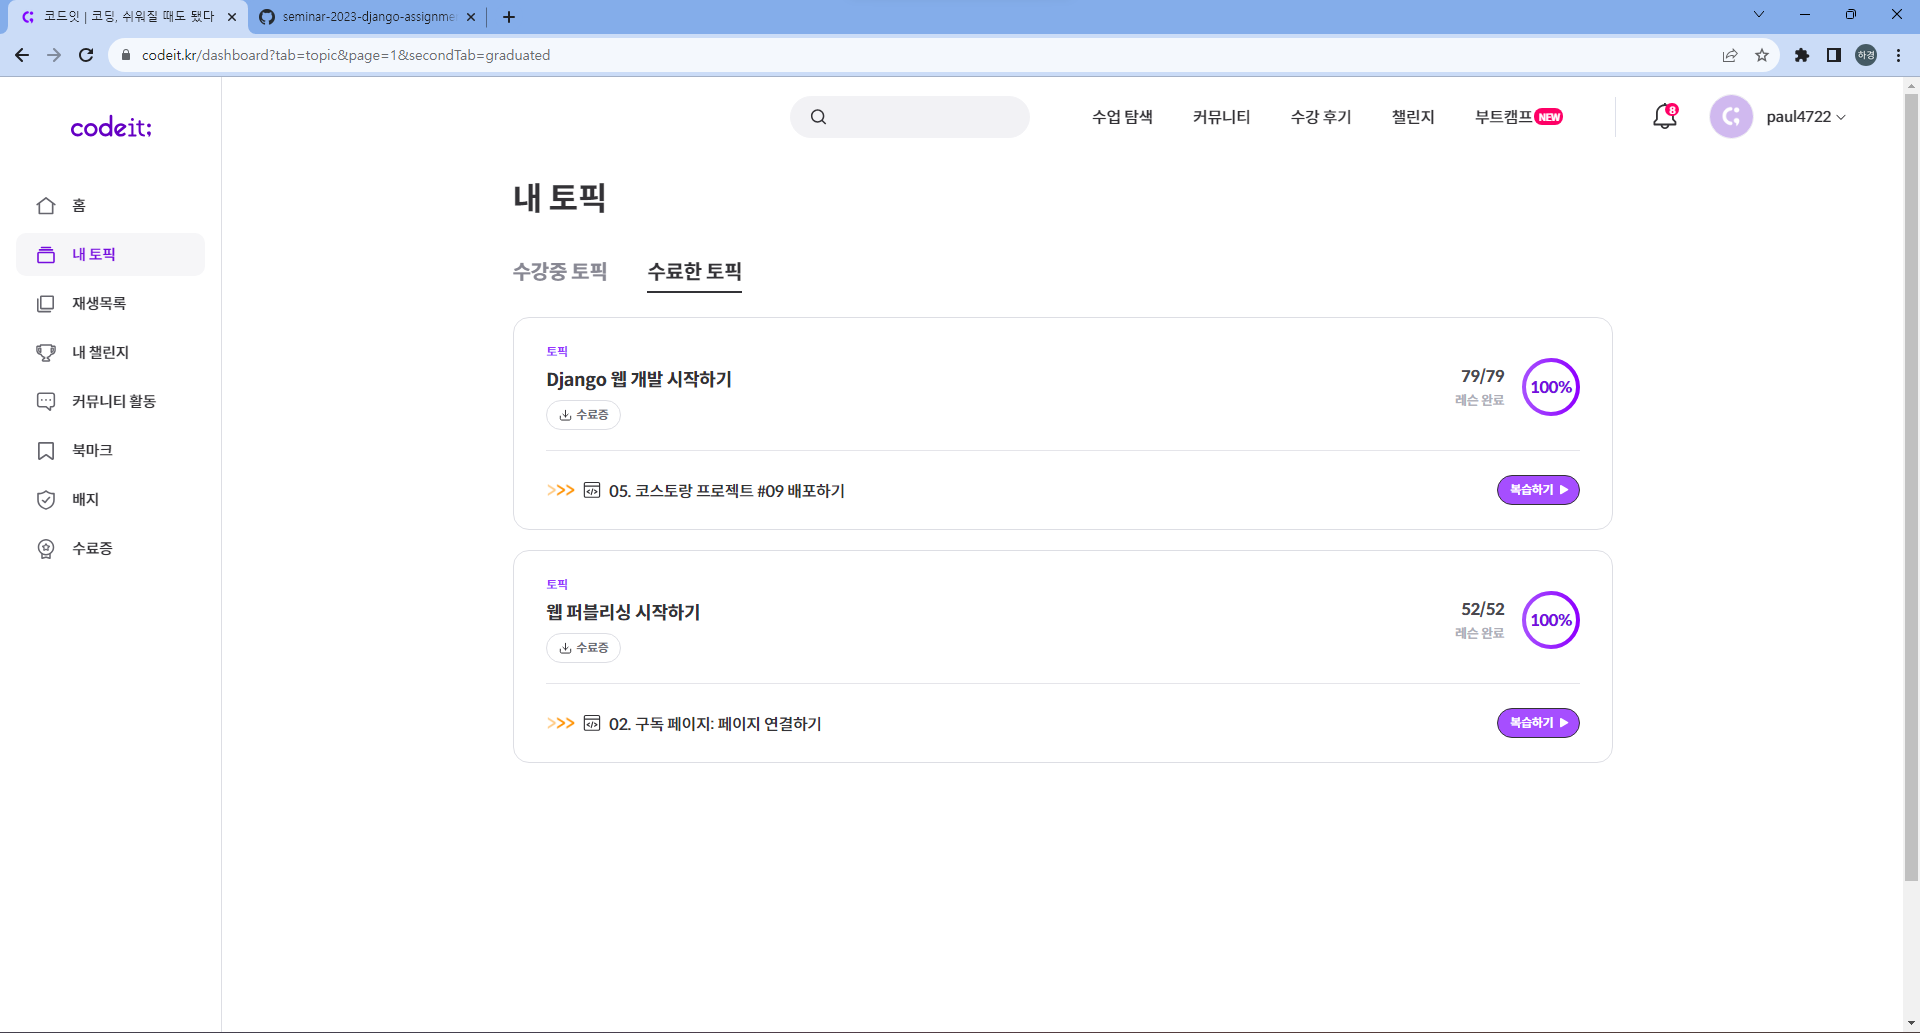 코드잇 | 코딩, 쉬워질 때도 됐다
seminar-2023-django-assignme
codeit.kr/dashboard?tab=topic&page=1&secondTab=graduated
하경
codeit:
수업 탐색
커뮤니티
수강 후기
챌린지
부트캠프 NEW
8
paul4722
홈
내 토픽
재생목록
내 챌린지
커뮤니티 활동
북마크
배지
수료증
내 토픽
수강중 토픽
수료한 토픽
토픽
Django 웹 개발 시작하기
수료증
79/79
레슨 완료
100%
05. 코스토랑 프로젝트 #09 배포하기
복습하기
토픽
웹 퍼블리싱 시작하기
수료증
52/52
레슨 완료
100%
02. 구독 페이지: 페이지 연결하기
복습하기